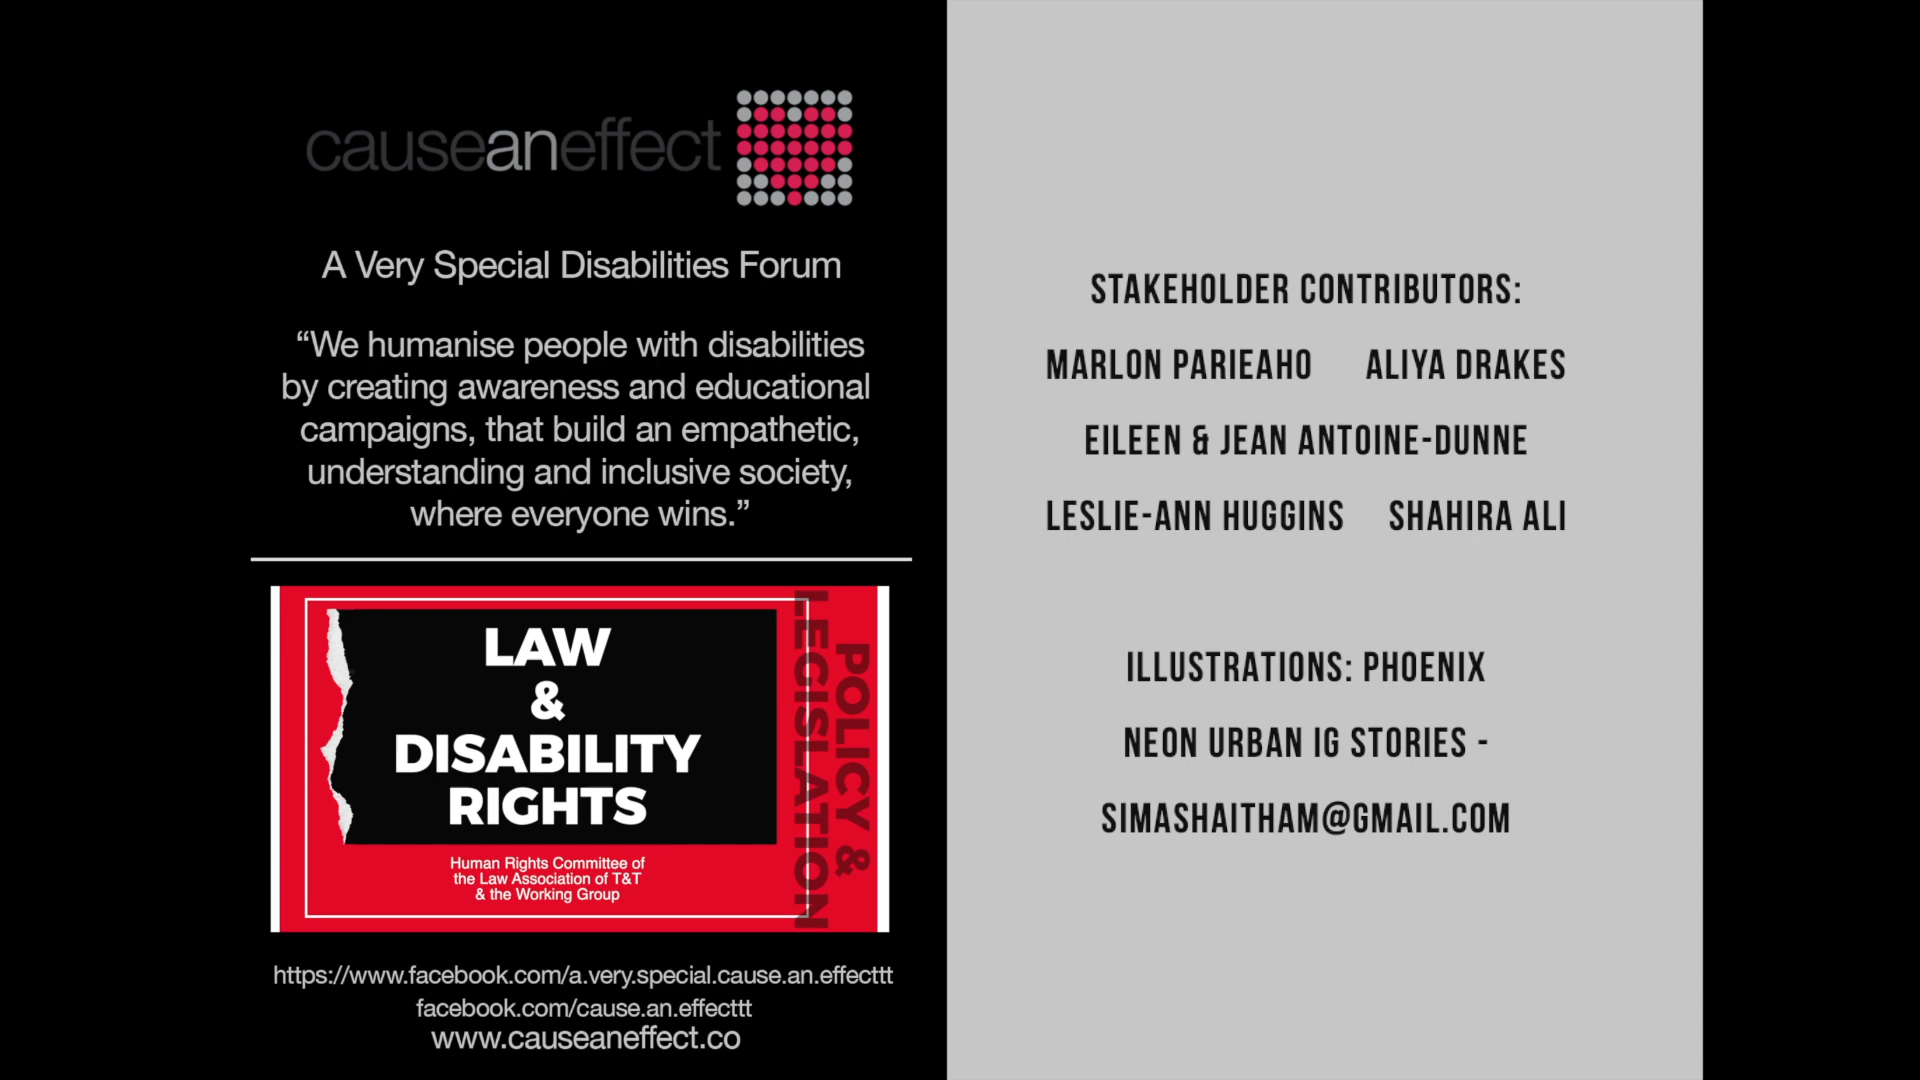 causeaneffect
A Very Special Disabilities Forum
“We humanise people with disabilities
by creating awareness and educational
campaigns, that build an empathetic,
understanding and inclusive society,
where everyone wins.”
LAW
&
DISABILITY
RIGHTS
POLICY &
LEGISLATION
Human Rights Committee of
the Law Association of T&T
& the Working Group
https://www.facebook.com/a.very.special.cause.an.effecttt
facebook.com/cause.an.effecttt
www.causeaneffect.co
STAKEHOLDER CONTRIBUTORS:
MARLON PARIEAHO ALIYA DRAKES
EILEEN & JEAN ANTOINE-DUNNE
LESLIE-ANN HUGGINS SHAHIRA ALI
ILLUSTRATIONS: PHOENIX
NEON URBAN IG STORIES -
SIMASHAITHAM@GMAIL.COM